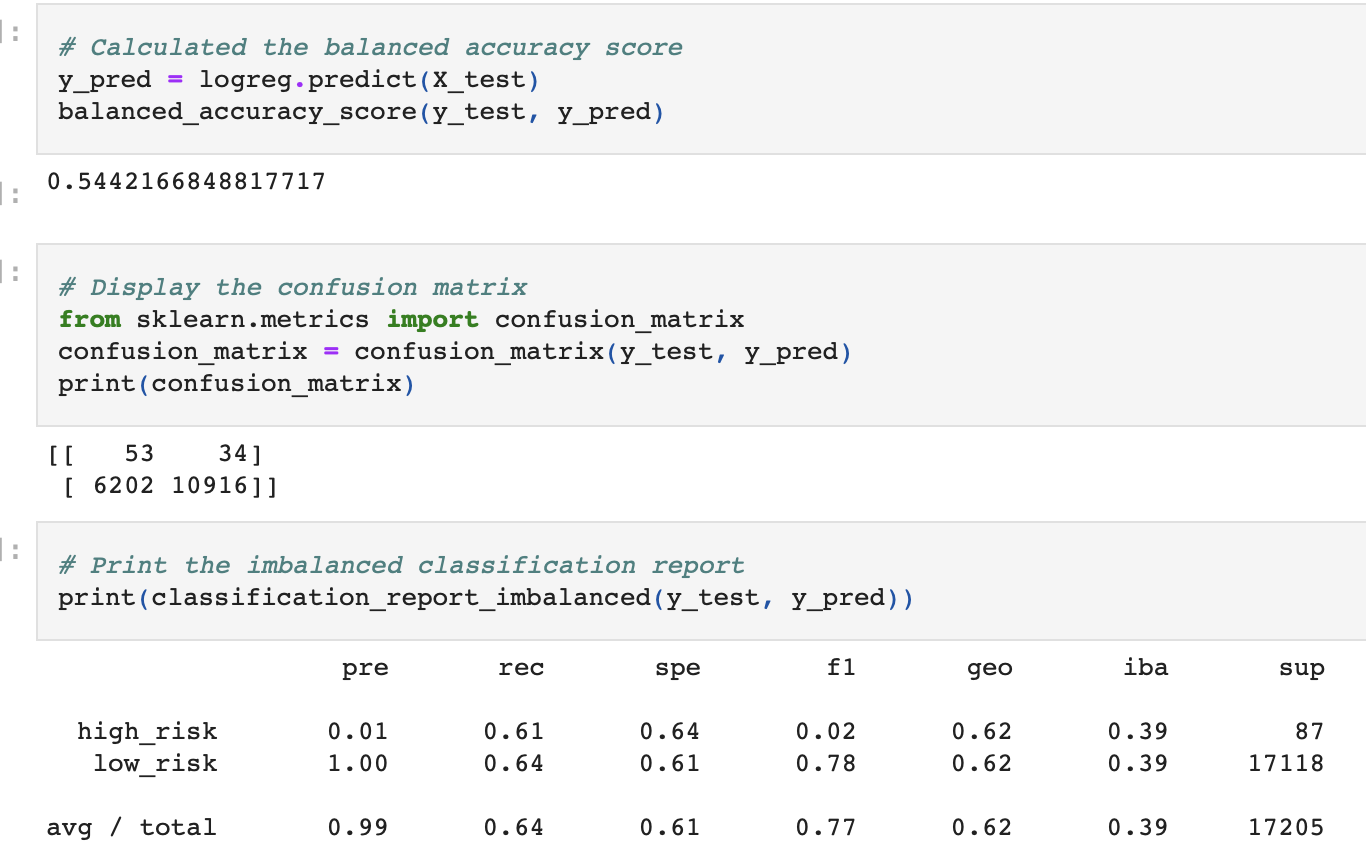 ]:
# Calculated the balanced accuracy score
y_pred = logreg.predict(X_test)
balanced_accuracy_score(y_test, y_pred)
]:
0.5442166848817717
]:
# Display the confusion matrix
from sklearn.metrics import confusion_matrix
confusion_matrix = confusion_matrix(y_test, y_pred)
print(confusion_matrix)
[[   53    34]
 [ 6202 10916]]
]:
# Print the imbalanced classification report
print(classification_report_imbalanced(y_test, y_pred))
pre rec spe f1 geo iba sup
high_risk 0.01 0.61 0.64 0.02 0.62 0.39 87
low_risk 1.00 0.64 0.61 0.78 0.62 0.39 17118
avg / total 0.99 0.64 0.61 0.77 0.62 0.39 17205